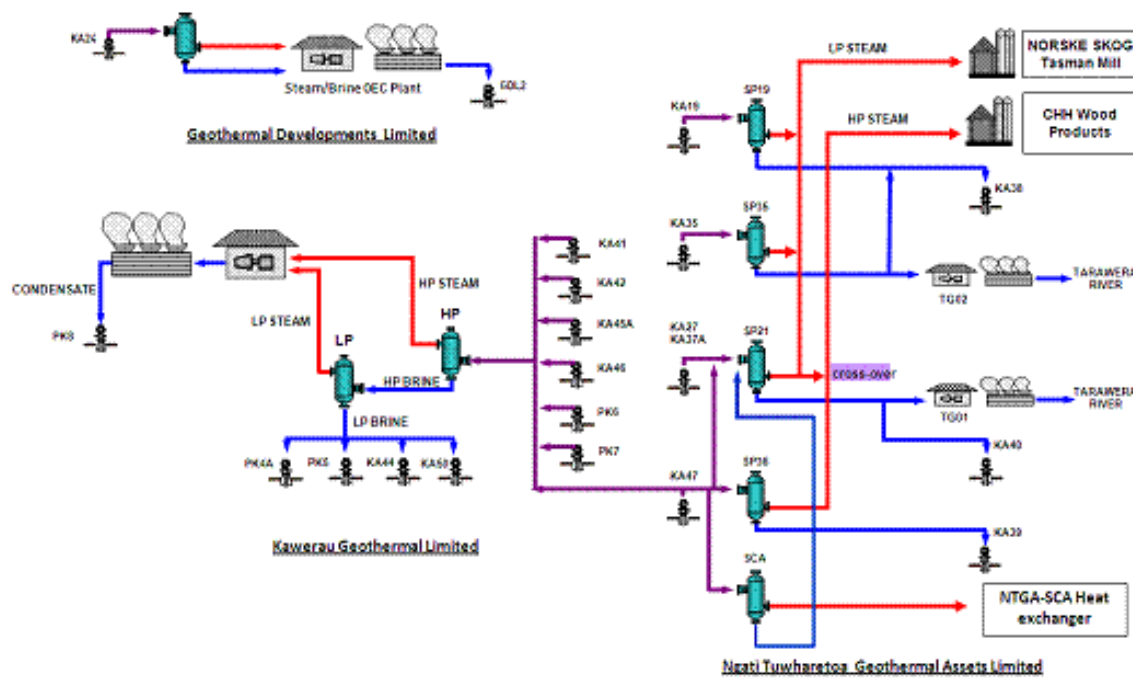 KA24
Steam/Brine OEC Plant
GDL2
Geothermal Developments Limited
LP STEAM
NORSKE SKOG
Tasman Mill
HP STEAM
CHH Wood
Products
KA19
SP19
KA38
KA35
SP35
TG02
TARAWERA
RIVER
KA41
KA42
KA45A
KA46
PK6
PK7
HP STEAM
HP
CONDENSATE
LP STEAM
LP
PK8
HP BRINE
LP BRINE
PK4A
PK5
KA44
KA50
Kawerau Geothermal Limited
KA27
KA37A
SP21
cross-over
TG01
TARAWERA
RIVER
KA40
KA47
SP36
KA39
SCA
NTGA-SCA Heat
exchanger
Ngati Tuwharetoa Geothermal Assets Limited